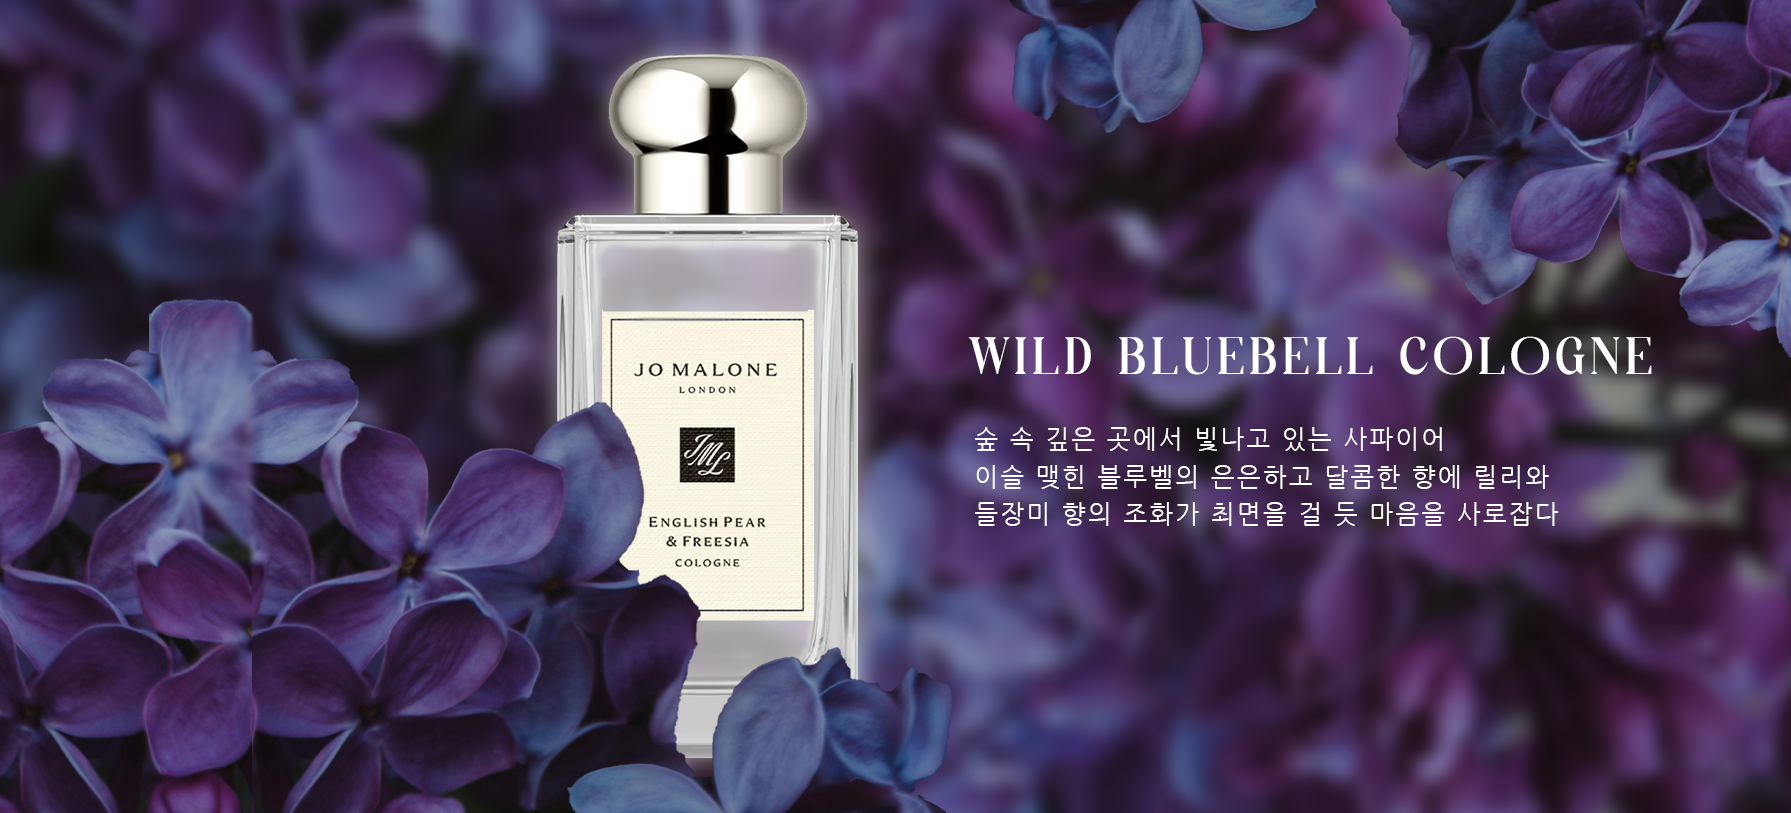 JO MALONE
LONDON
JML
ENGLISH PEAR
& FREESIA
COLOGNE
WILD BLUEBELL COLOGNE
숲 속 깊은 곳에서 빛나고 있는 사파이어
이슬 맺힌 블루벨의 은은하고 달콤한 향에 릴리와
들장미 향의 조화가 최면을 걸 듯 마음을 사로잡다